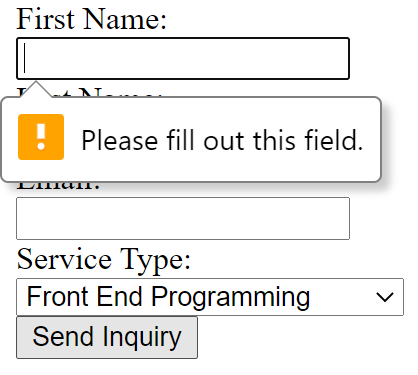 First Name:
Please fill out this field.
Email:
Service Type:
Front End Programming
Send Inquiry